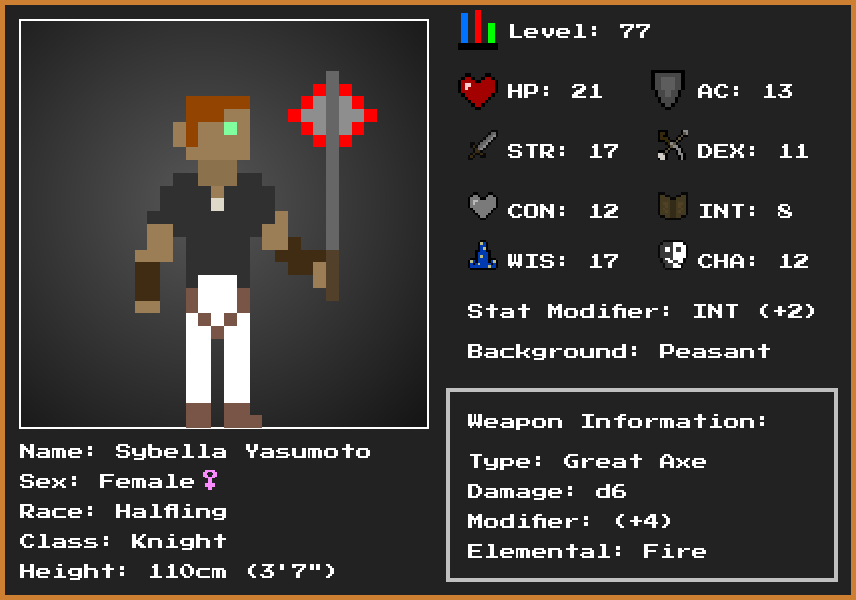 Level: 77
HP: 21
AC: 13
STR: 17
DEX: 11
CON: 12
INT: 8
WIS: 17
CHA: 12
Stat Modifier: INT (+2)
Background: Peasant
Weapon Information:
Type: Great Axe
Damage: d6
Modifier: (+4)
Elemental: Fire
Name: Sybella Yasumoto
Sex: Female♀
Race: Halfling
Class: Knight
Height: 110cm (3'7")